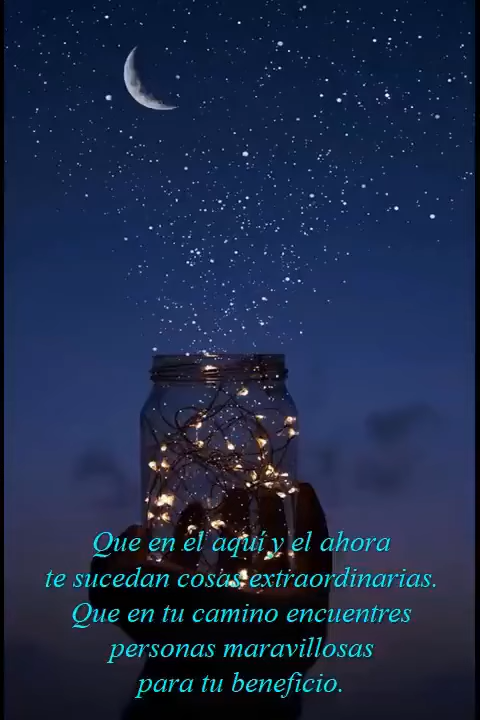 Que en el aquí y el ahora
te sucedan cosas extraordinarias.
Que en tu camino encuentres
personas maravillosas
para tu beneficio.